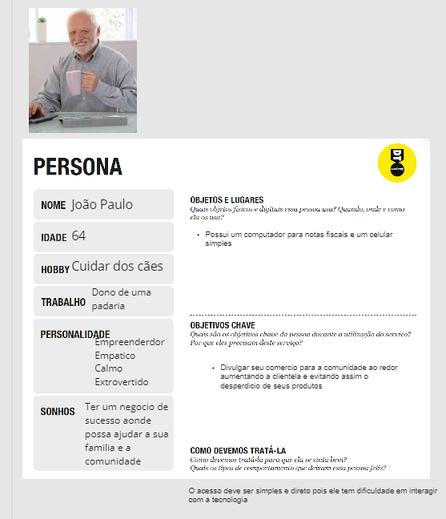 PERSONA
NOME João Paulo
IDADE 64
HOBBY Cuidar dos cães
TRABALHO Dono de uma
padaria
PERSONALIDADE
Empreenderdor
Empatico
Calmo
Extrovertido
SONHOS Ter um negocio de
sucesso aonde
possa ajudar a sua
familia e a
comunidade
OBJETOS E LUGARES
Quais objetos físicos e digitais essa pessoa usa? Quando, onde e como
ela os usa?
• Possui um computador para notas fiscais e um celular
simples
OBJETIVOS CHAVE
Quais são os objetivos chave da pessoa durante a utilização do serviço?
Por que eles precisam deste serviço?
• Divulgar seu comercio para a comunidade ao redor
aumentando a clientela e evitando assim o
desperdicio de seus produtos
COMO DEVEMOS TRATÁ-LA
Como devemos tratá-la para que ela se sinta bem?
Quais os tipos de comportamento que deixam essa pessoa feliz?
O acesso deve ser simples e direto pois ele tem dificuldade em interagir
com a tecnologia